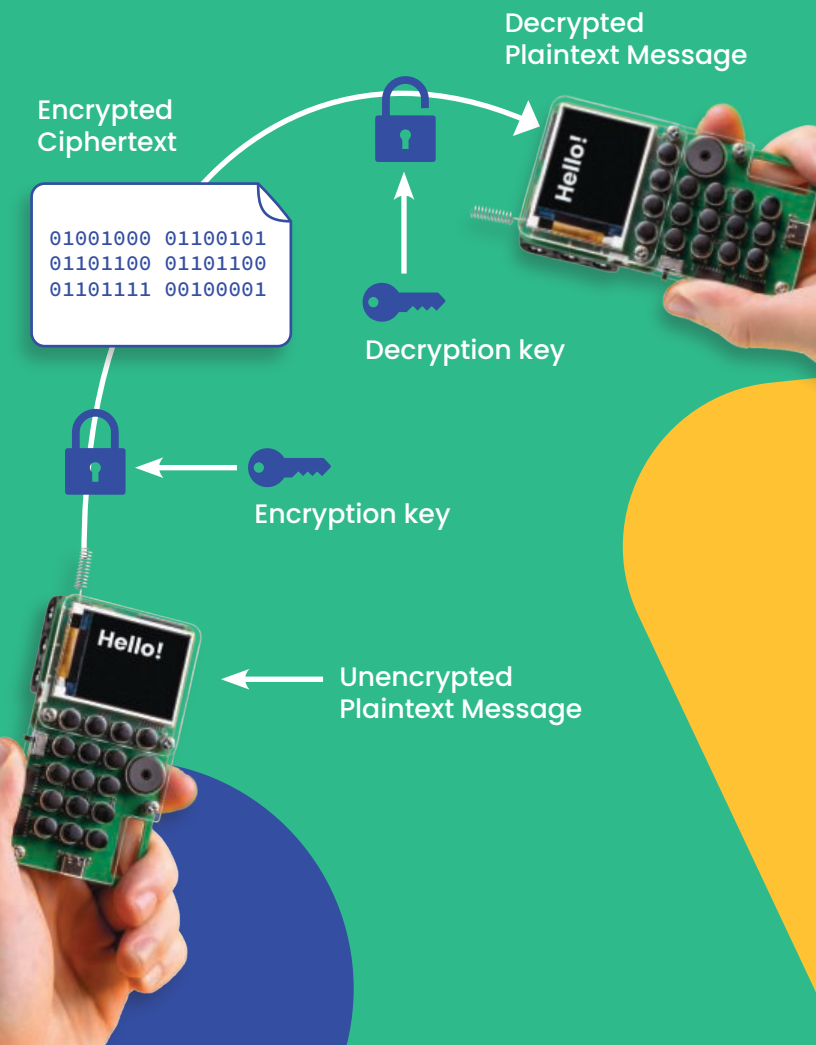 Decrypted
Plaintext Message
Encrypted
Ciphertext
Hello!
01001000 01100101
01101100 01101100
01101111 00100001
Decryption key
Encryption key
Hello!
Unencrypted
Plaintext Message